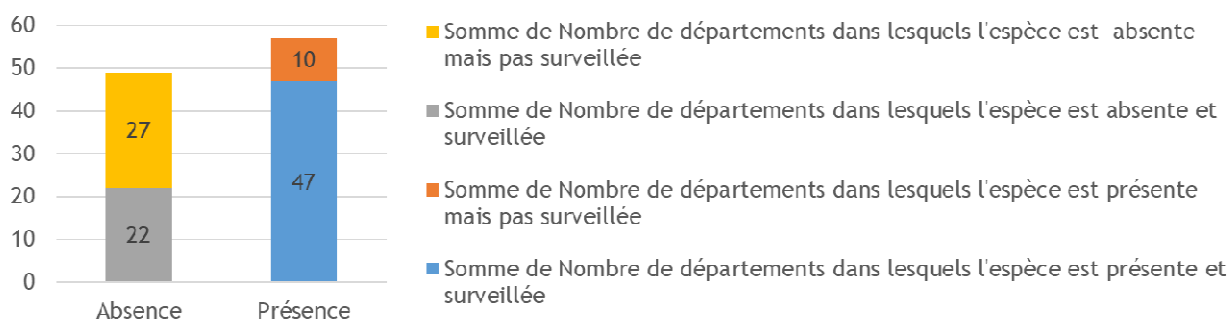 60
50
40
30
20
10
0
27
22
10
47
Absence
Présence
Somme de Nombre de départements dans lesquels l'espèce est absente
mais pas surveillée
Somme de Nombre de départements dans lesquels l'espèce est absente et
surveillée
Somme de Nombre de départements dans lesquels l'espèce est présente
mais pas surveillée
Somme de Nombre de départements dans lesquels l'espèce est présente et
surveillée